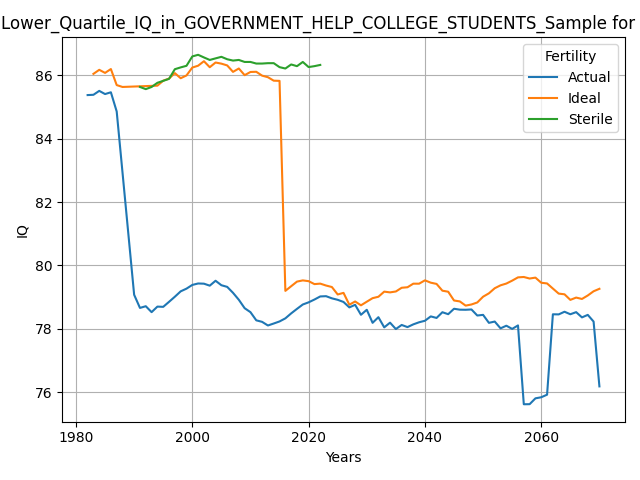 Lower_Quartile_IQ_in_GOVERNMENT_HELP_COLLEGE_STUDENTS_Sample for
Fertility
Actual
Ideal
Sterile
86
84
82
80
78
76
IQ
1980
2000
2020
2040
2060
Years